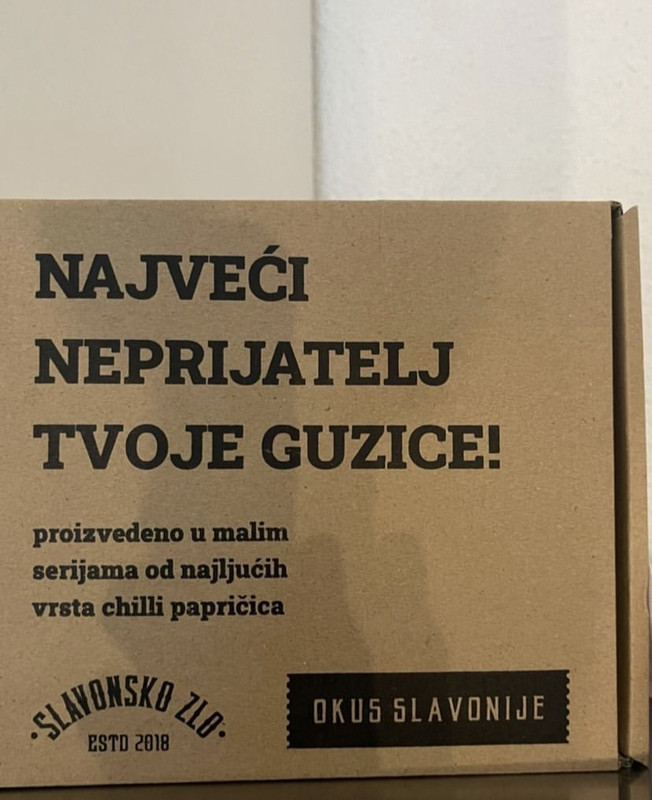 NAJVEĆI
NEPRIJATELJ
TVOJE GUZICE!
proizvedeno u malim
serijama od najljućih
vrsta chilli papričica
SLAVONSKO ZLO
ESTD 2018
OKUS SLAVONIJE